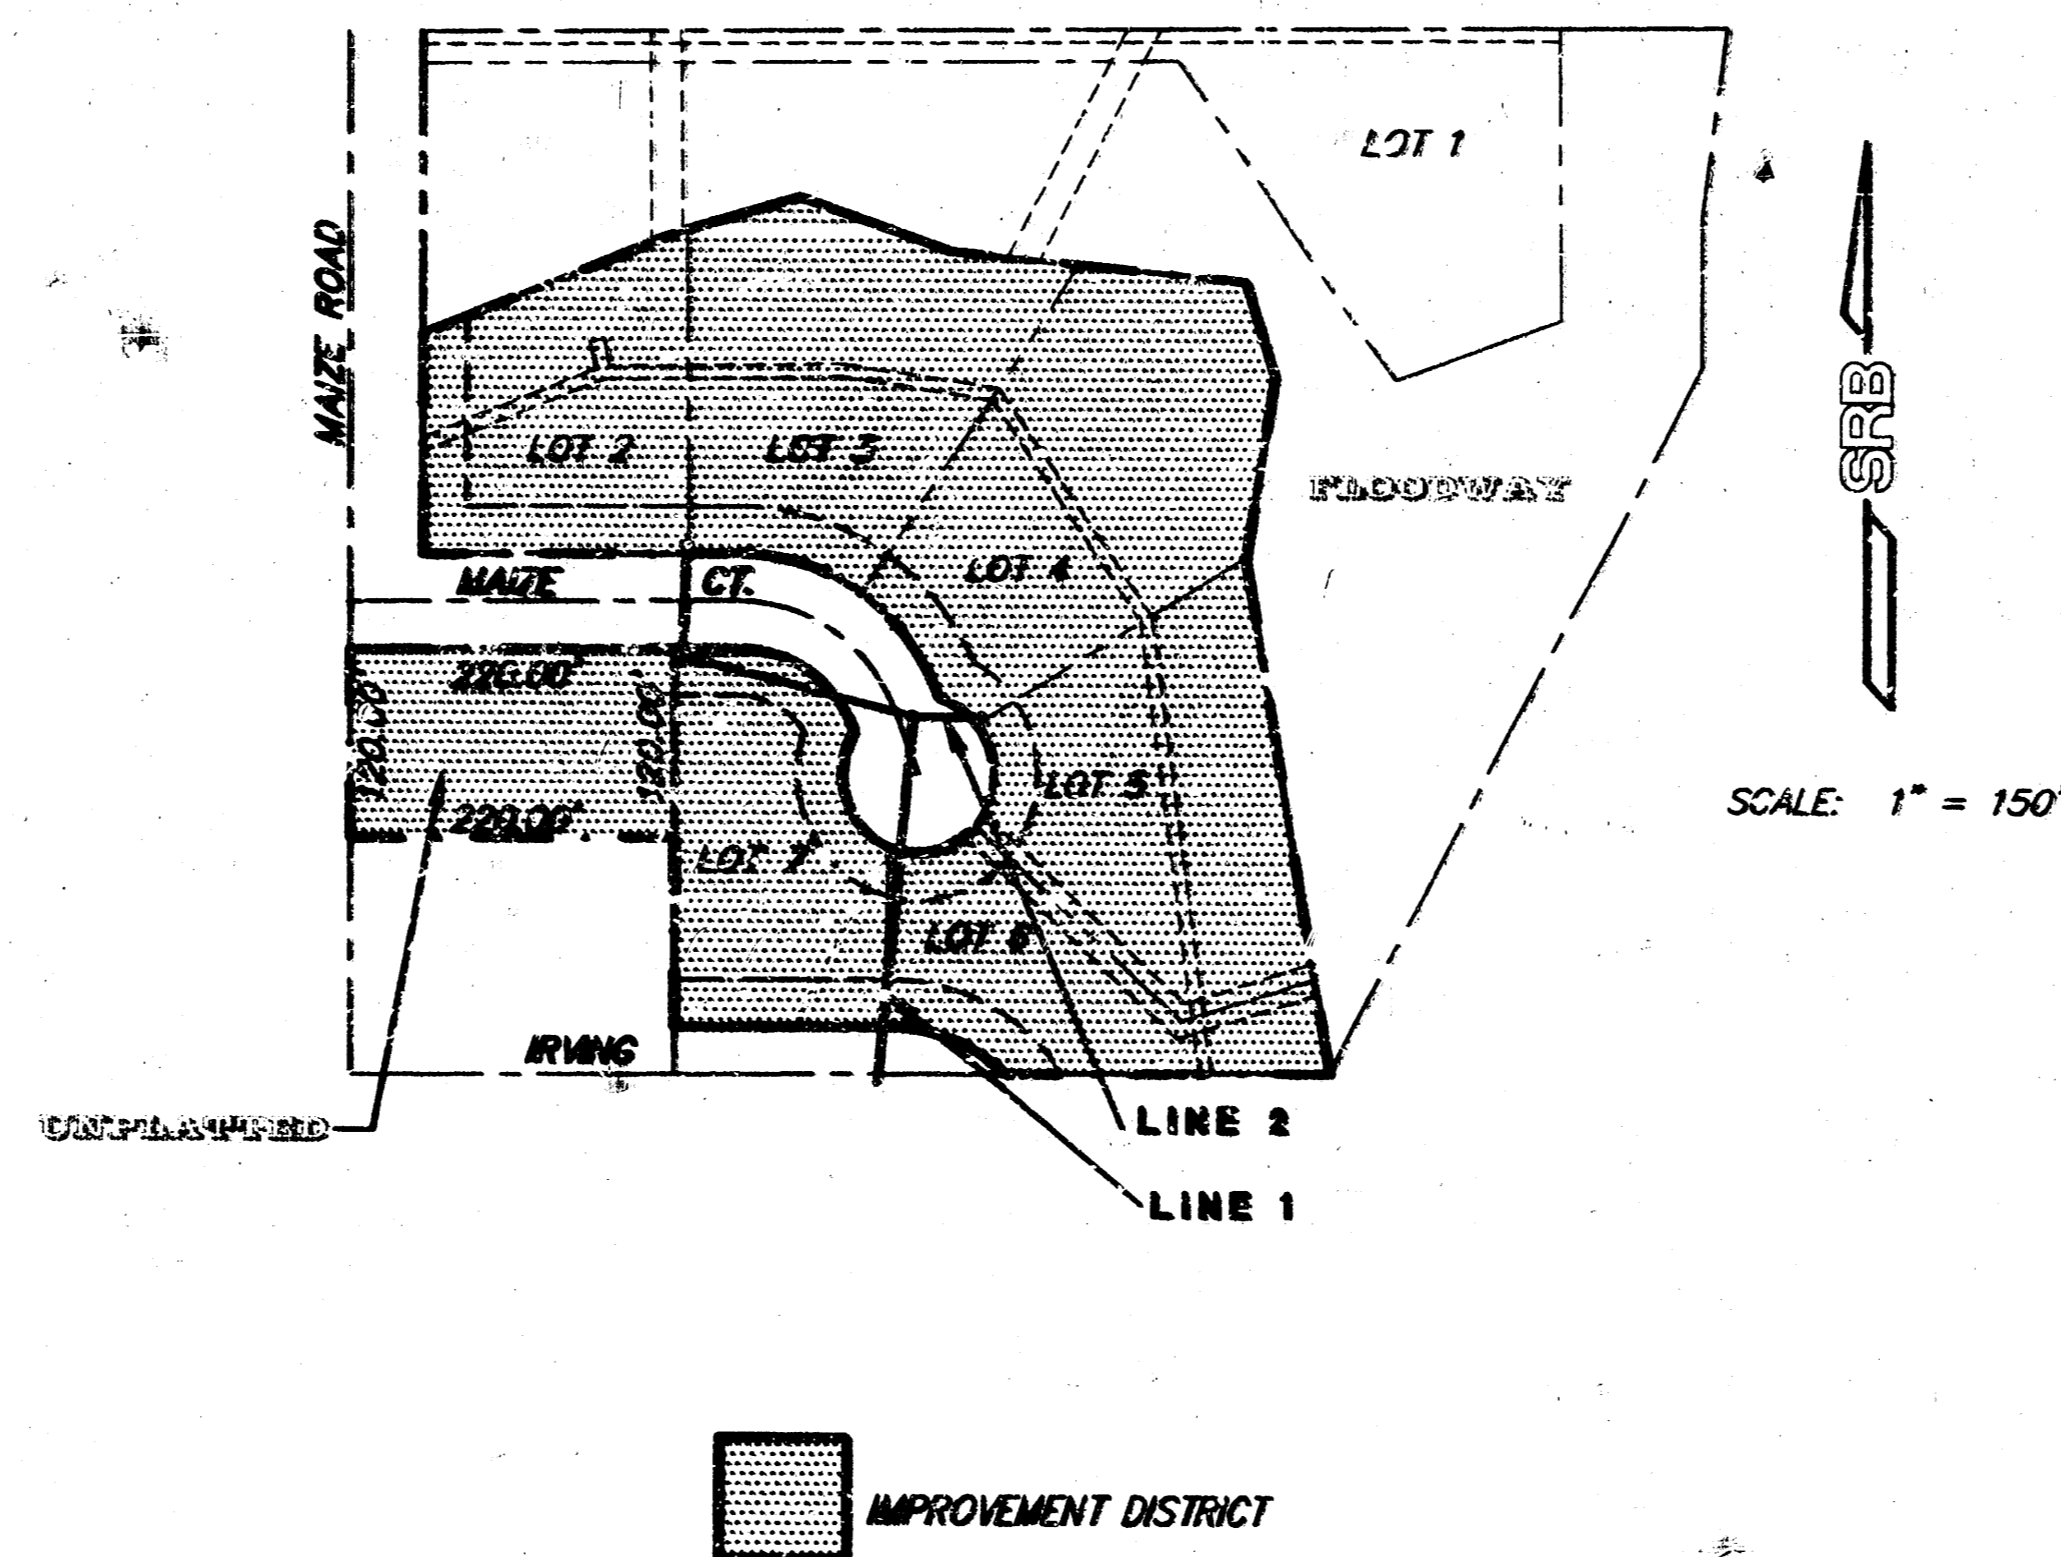 LOT 1
MAIZE ROAD
SRB
LOT 2
LOT 3
FLOODWAY
LOT 4
MAIZE CT.
220.00'
120.00'
120.00'
LOT 5
SCALE: 1" = 150'
220.00'
LOT 7
LOT 6
IRVING
UNPLATTED
LINE 2
LINE 1
IMPROVEMENT DISTRICT